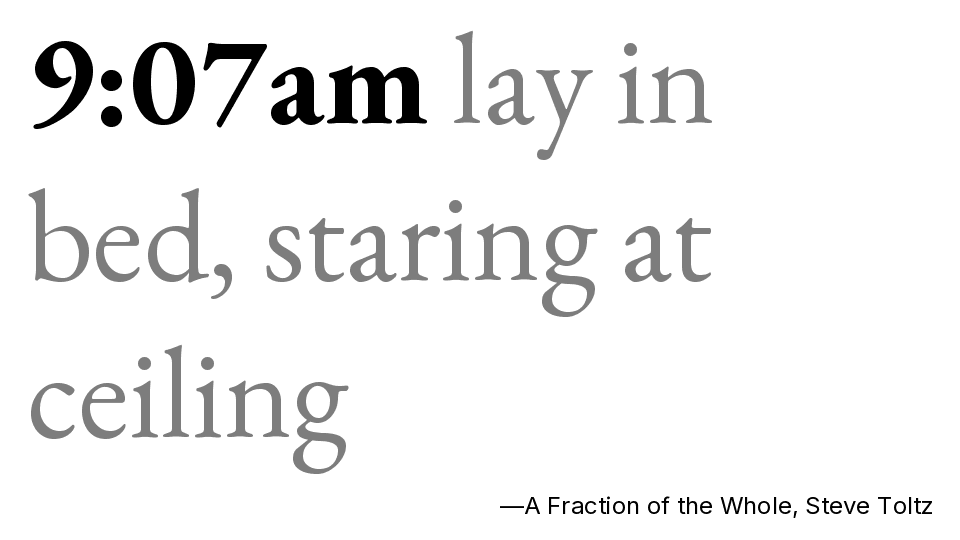 9:07am lay in
bed, staring at
ceiling
—A Fraction of the Whole, Steve Toltz